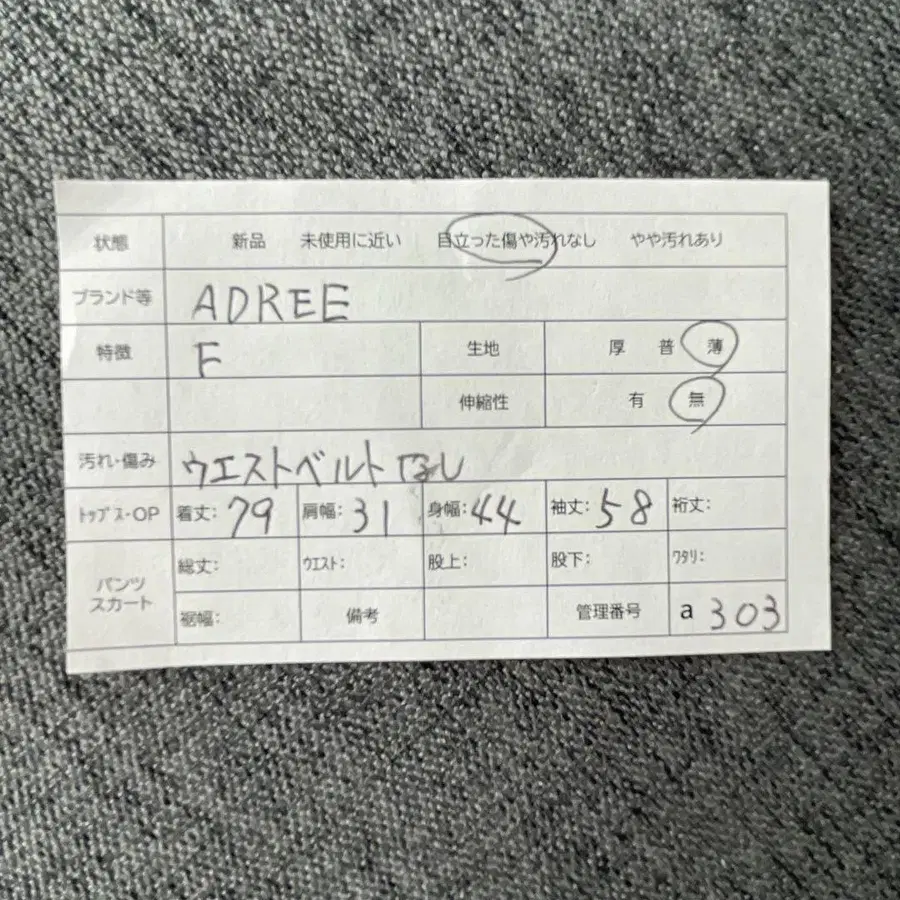 状態 新品 未使用に近い 目立った傷や汚れなし やや汚れあり
ブランド等 ADREE
特徴 F 生地 厚 普 薄
伸縮性 有 無
汚れ・傷み ウエストベルトなし
トップス・OP 着丈: 79 肩幅: 31 身幅: 44 袖丈: 58 裄丈:
パンツ スカート 総丈: ウエスト: 股上: 股下: ワタリ:
裾幅: 備考 管理番号 a 303